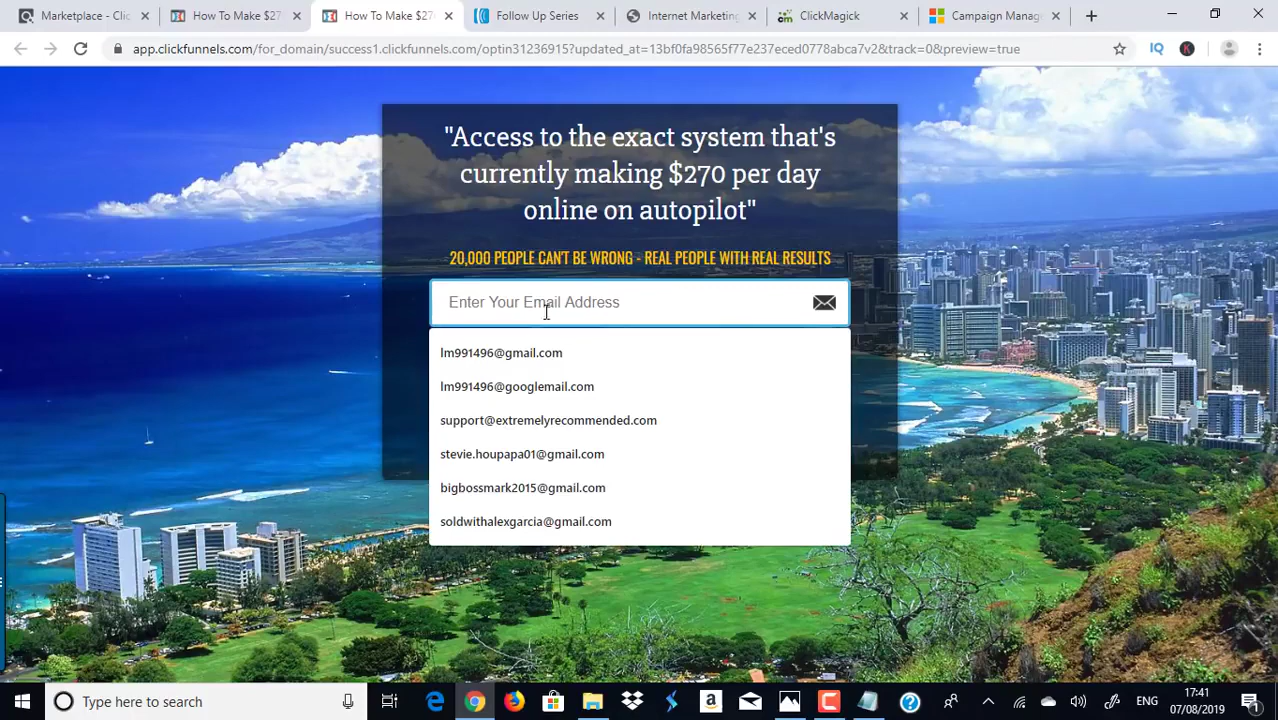 Marketplace - Clic
How To Make $270
How To Make $270
Follow Up Series
Internet Marketing
ClickMagick
Campaign Manag
app.clickfunnels.com/for_domain/success1.clickfunnels.com/optin31236915?updated_at=13bf0fa98565f77e237eced0778abca7v2&track=0&preview=true
IQ
K
"Access to the exact system that's
currently making $270 per day
online on autopilot"
20,000 PEOPLE CAN'T BE WRONG - REAL PEOPLE WITH REAL RESULTS
Enter Your Email Address
lm991496@gmail.com
lm991496@googlemail.com
support@extremelyrecommended.com
stevie.houpapa01@gmail.com
bigbossmark2015@gmail.com
soldwithalexgarcia@gmail.com
Type here to search
ENG
17:41
07/08/2019